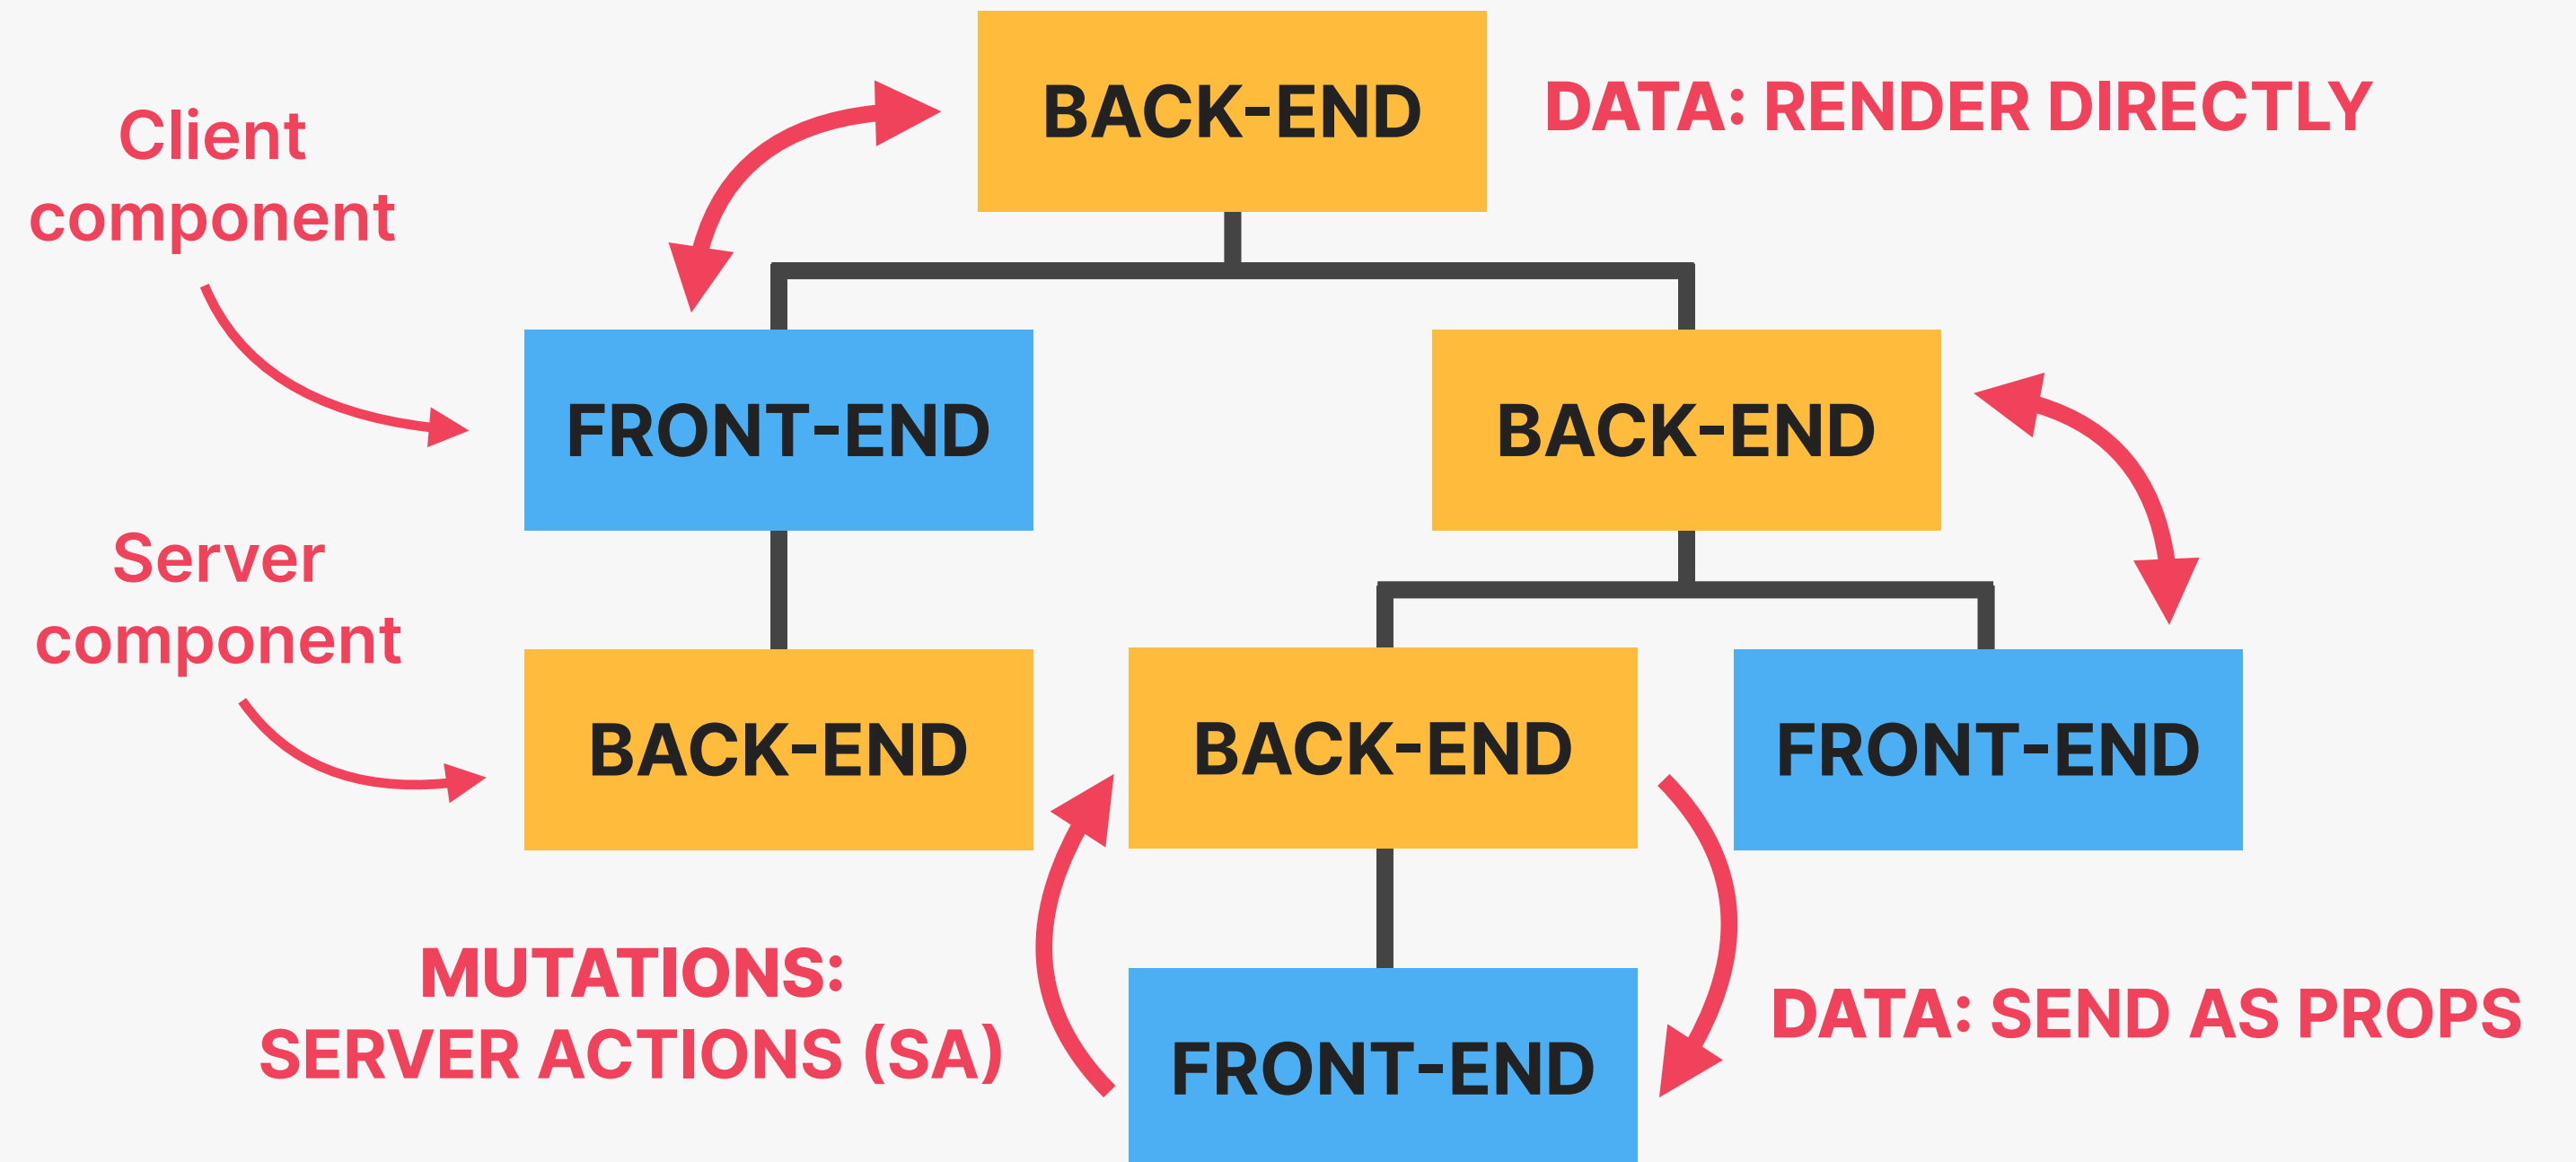 BACK-END
DATA: RENDER DIRECTLY
Client
component
FRONT-END
BACK-END
Server
component
BACK-END
BACK-END
FRONT-END
MUTATIONS:
SERVER ACTIONS (SA)
DATA: SEND AS PROPS
FRONT-END